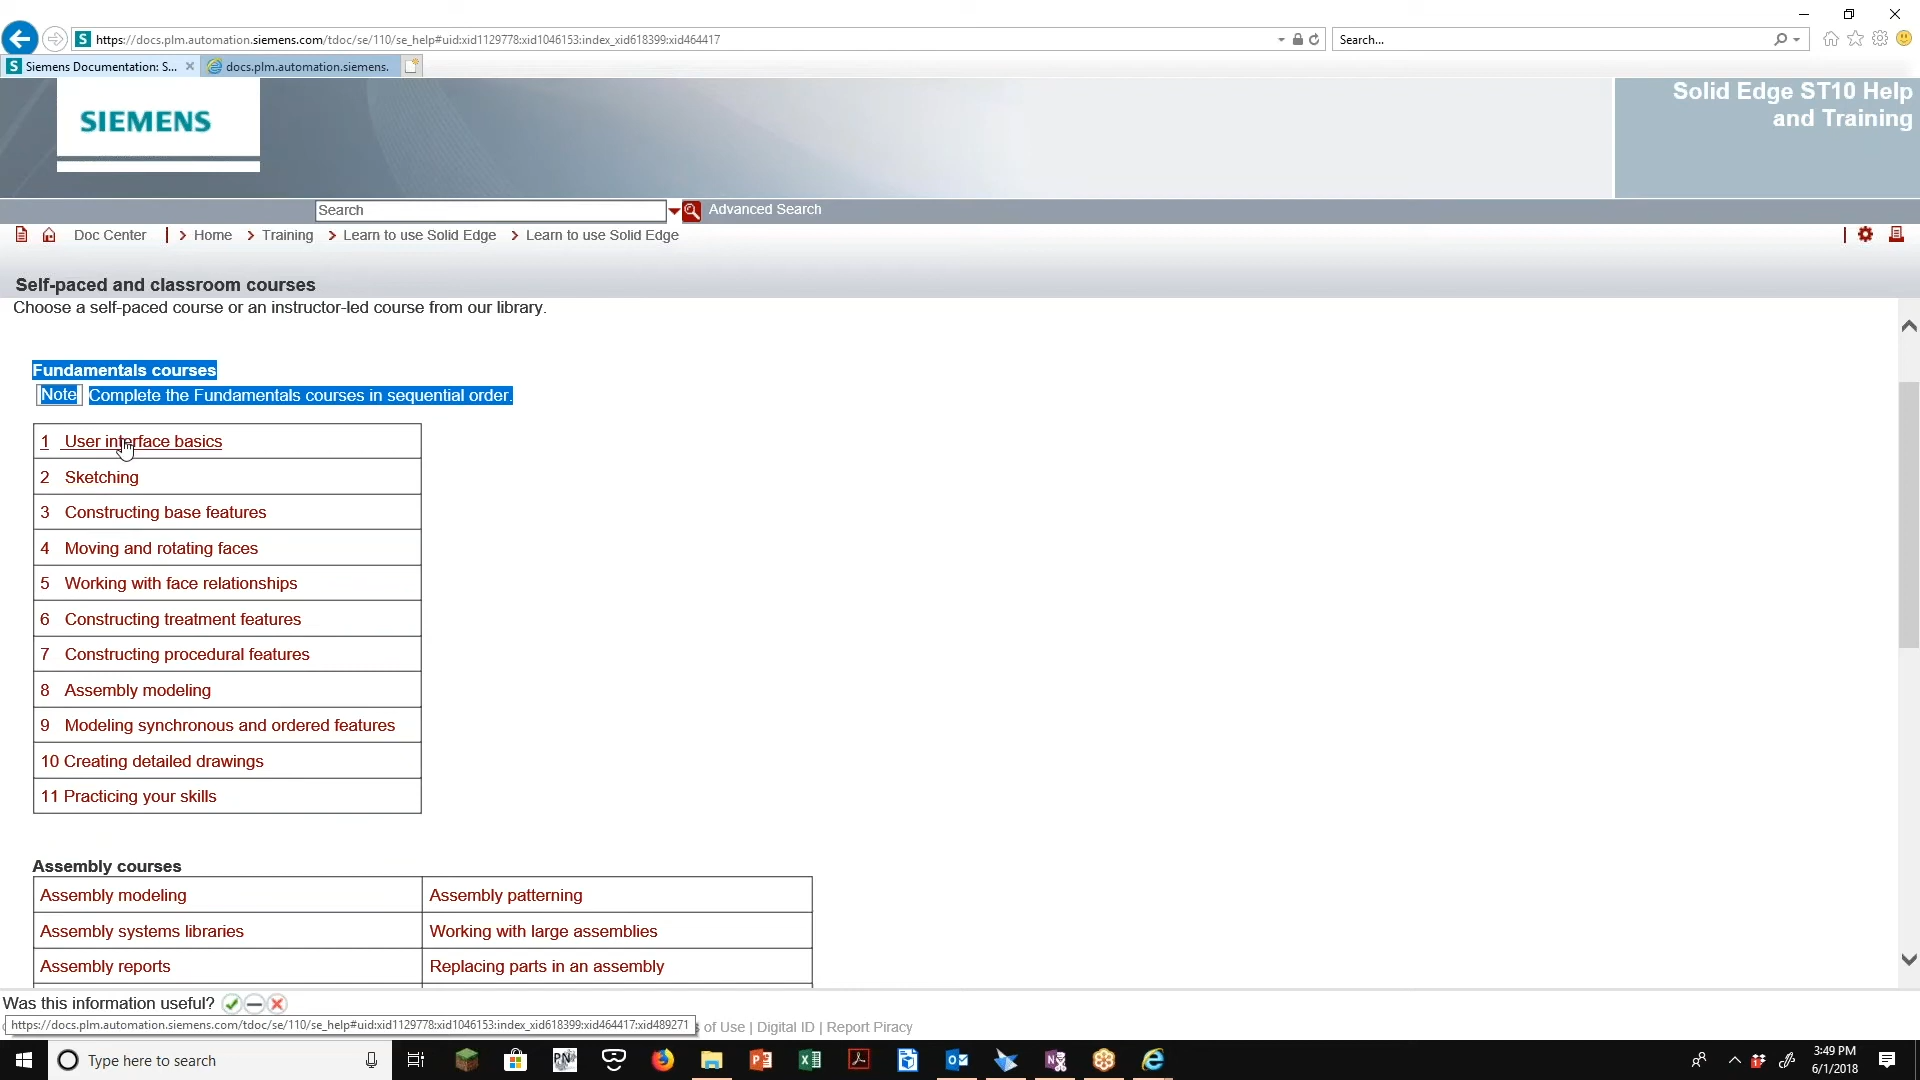 https://docs.plm.automation.siemens.com/tdoc/se/110/se_help#uid:xid1129778:xid1046153:index_xid618399:xid464417
Search...
Siemens Documentation: S...
docs.plm.automation.siemens.
SIEMENS
Solid Edge ST10 Help
and Training
Search
Advanced Search
Doc Center | > Home > Training > Learn to use Solid Edge > Learn to use Solid Edge
Self-paced and classroom courses
Choose a self-paced course or an instructor-led course from our library.
Fundamentals courses
Note Complete the Fundamentals courses in sequential order.
1 User interface basics
2 Sketching
3 Constructing base features
4 Moving and rotating faces
5 Working with face relationships
6 Constructing treatment features
7 Constructing procedural features
8 Assembly modeling
9 Modeling synchronous and ordered features
10 Creating detailed drawings
11 Practicing your skills
Assembly courses
Assembly modeling
Assembly patterning
Assembly systems libraries
Working with large assemblies
Assembly reports
Replacing parts in an assembly
Was this information useful?
https://docs.plm.automation.siemens.com/tdoc/se/110/se_help#uid:xid1129778:xid1046153:index_xid618399:xid464417:xid489271
of Use | Digital ID | Report Piracy
Type here to search
3:49 PM
6/1/2018